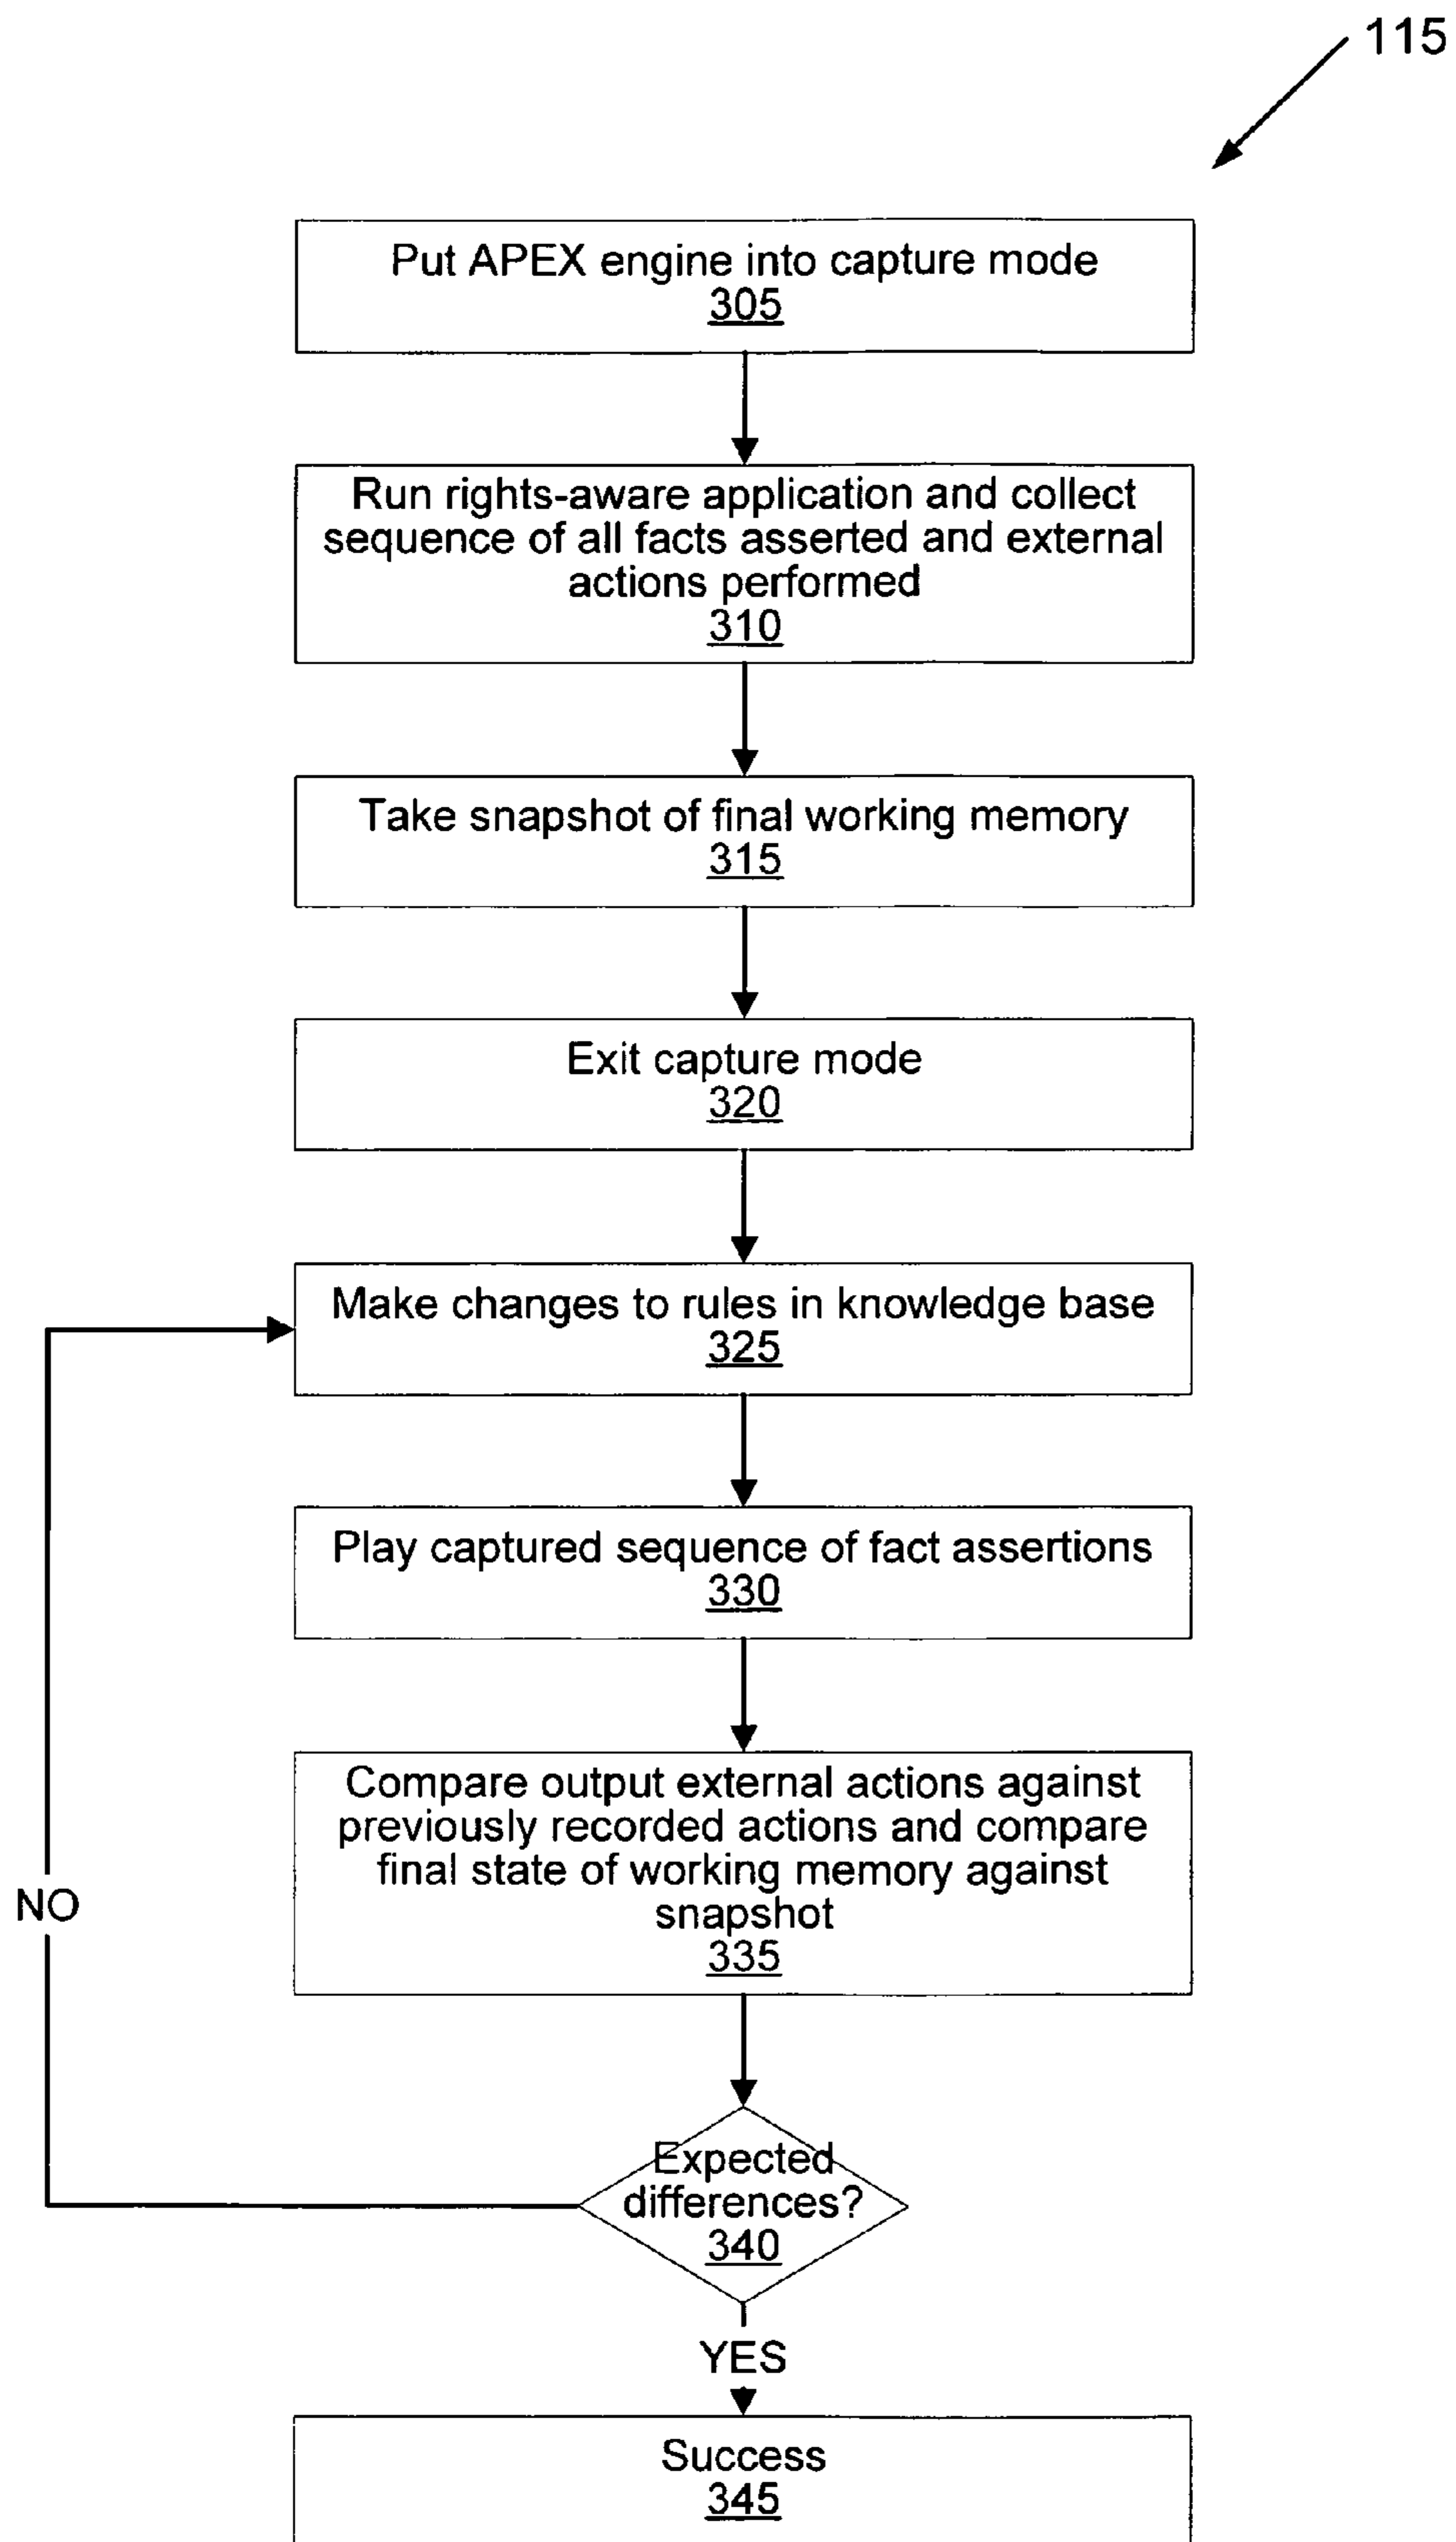 115
Put APEX engine into capture mode
305
Run rights-aware application and collect
sequence of all facts asserted and external
actions performed
310
Take snapshot of final working memory
315
Exit capture mode
320
Make changes to rules in knowledge base
325
Play captured sequence of fact assertions
330
Compare output external actions against
previously recorded actions and compare
final state of working memory against
snapshot
335
NO
Expected
differences?
340
YES
Success
345